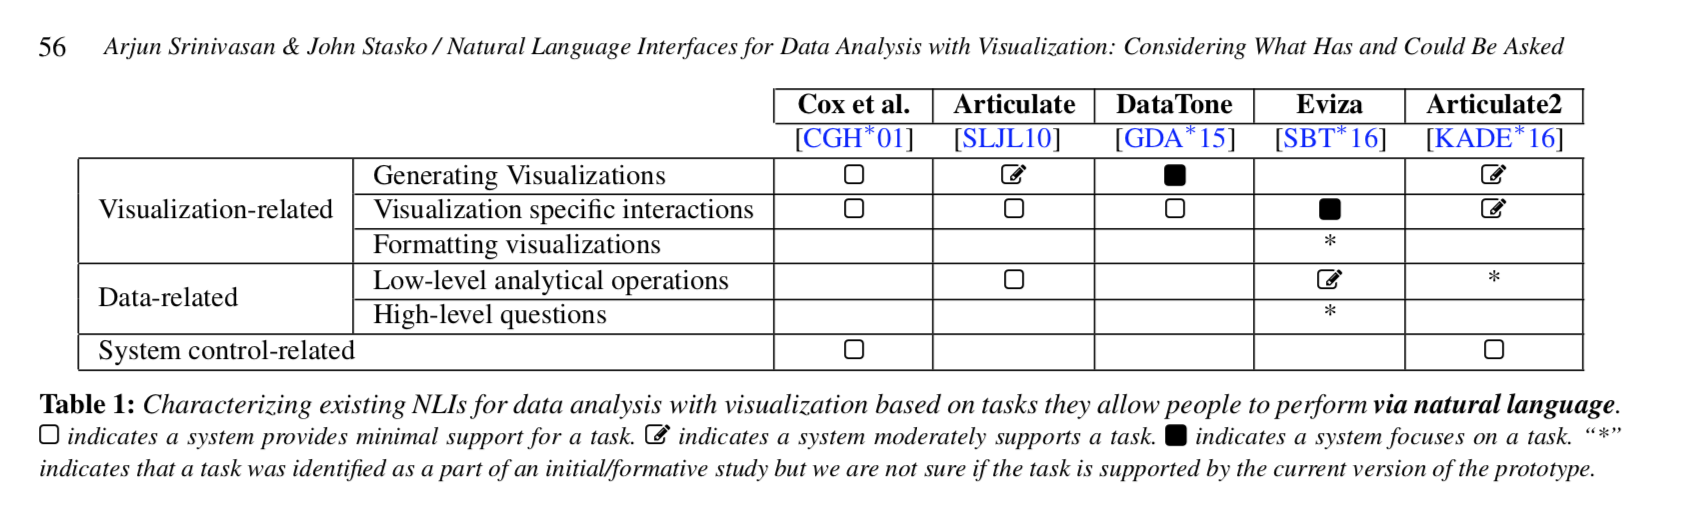 56 Arjun Srinivasan & John Stasko / Natural Language Interfaces for Data Analysis with Visualization: Considering What Has and Could Be Asked
Cox et al. Articulate DataTone Eviza Articulate2
[CGH*01] [SLJL10] [GDA*15] [SBT*16] [KADE*16]
Visualization-related
Generating Visualizations
Visualization specific interactions
Formatting visualizations *
Data-related
Low-level analytical operations *
High-level questions *
System control-related
Table 1: Characterizing existing NLIs for data analysis with visualization based on tasks they allow people to perform via natural language.
▢ indicates a system provides minimal support for a task. 📝 indicates a system moderately supports a task. ■ indicates a system focuses on a task. “*”
indicates that a task was identified as a part of an initial/formative study but we are not sure if the task is supported by the current version of the prototype.